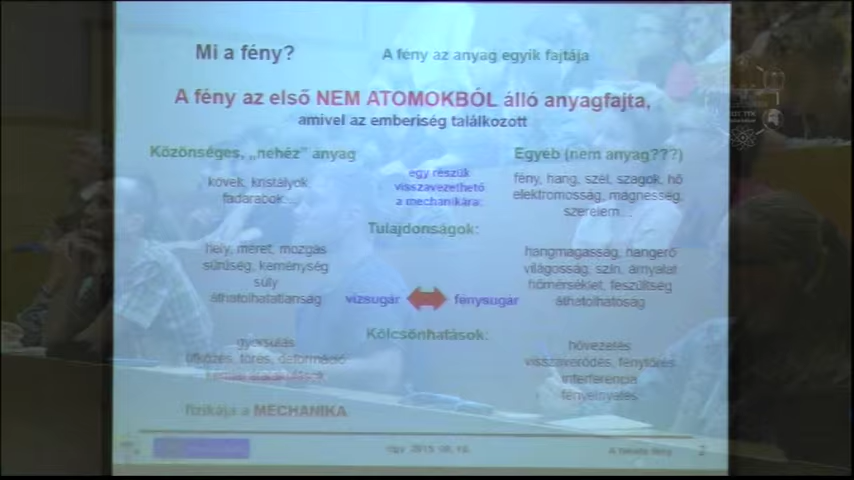 Mi a fény?
A fény az anyag egyik fajtája
A fény az első NEM ATOMOKBÓL álló anyagfajta,
amivel az emberiség találkozott
Közönséges, „nehéz” anyag
Egyéb (nem anyag???)
kövek, kristályok,
fadarabok...
egy részük
visszavezethető
a mechanikára:
fény, hang, szél, szagok, hő
elektromosság, mágnesség,
szerelem...
Tulajdonságok:
hely, méret, mozgás
sűrűség, keménység
súly
áthatolhatatlanság
vízsugár
fénysugár
hangmagasság, hangerő
világosság, szín, árnyalat
hőmérséklet, feszültség
áthatolhatóság
Kölcsönhatások:
gyorsulás
ütközés, törés, deformáció
hővezetés
visszaverődés, fénytörés
interferencia
fényelnyelés
fizikája a MECHANIKA